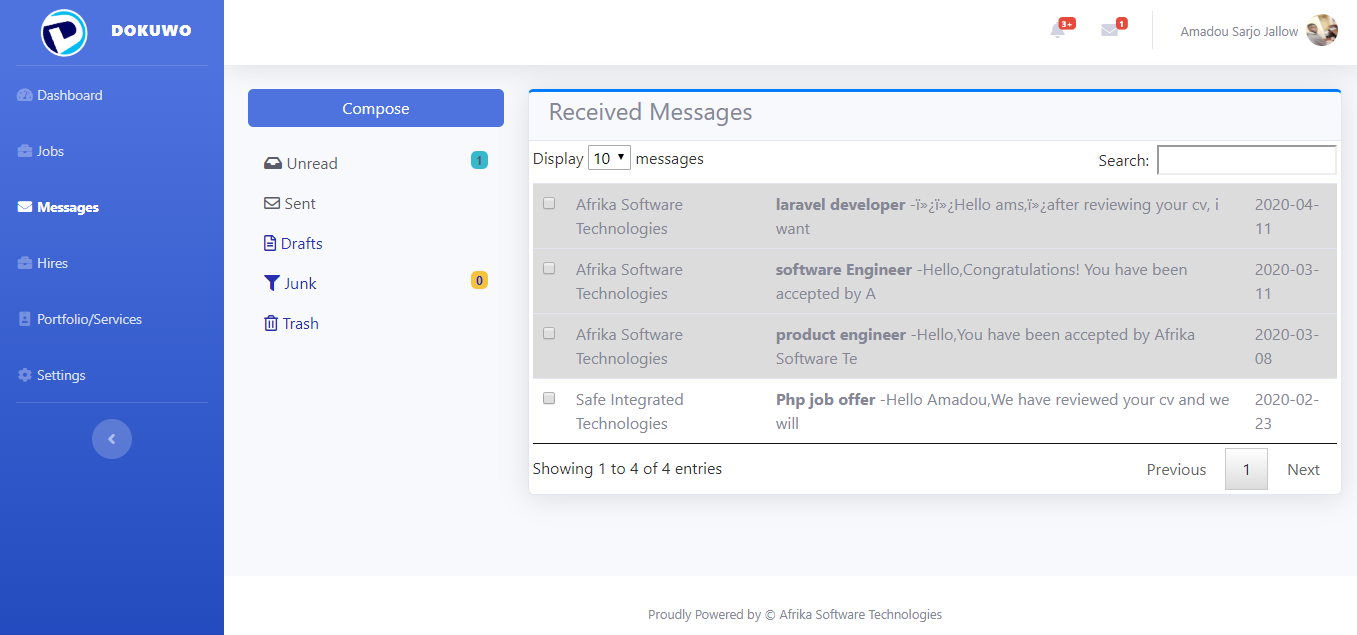 DOKUWO
3+
1
Amadou Sarjo Jallow
Dashboard
Jobs
Messages
Hires
Portfolio/Services
Settings
Compose
Unread
1
Sent
Drafts
Junk
0
Trash
Received Messages
Display 10 messages
Search:
Afrika Software
Technologies
laravel developer -ï»¿ï»¿Hello ams,ï»¿after reviewing your cv, i
want
2020-04-
11
Afrika Software
Technologies
software Engineer -Hello,Congratulations! You have been
accepted by A
2020-03-
11
Afrika Software
Technologies
product engineer -Hello,You have been accepted by Afrika
Software Te
2020-03-
08
Safe Integrated
Technologies
Php job offer -Hello Amadou,We have reviewed your cv and we
will
2020-02-
23
Showing 1 to 4 of 4 entries
Previous
1
Next
Proudly Powered by © Afrika Software Technologies